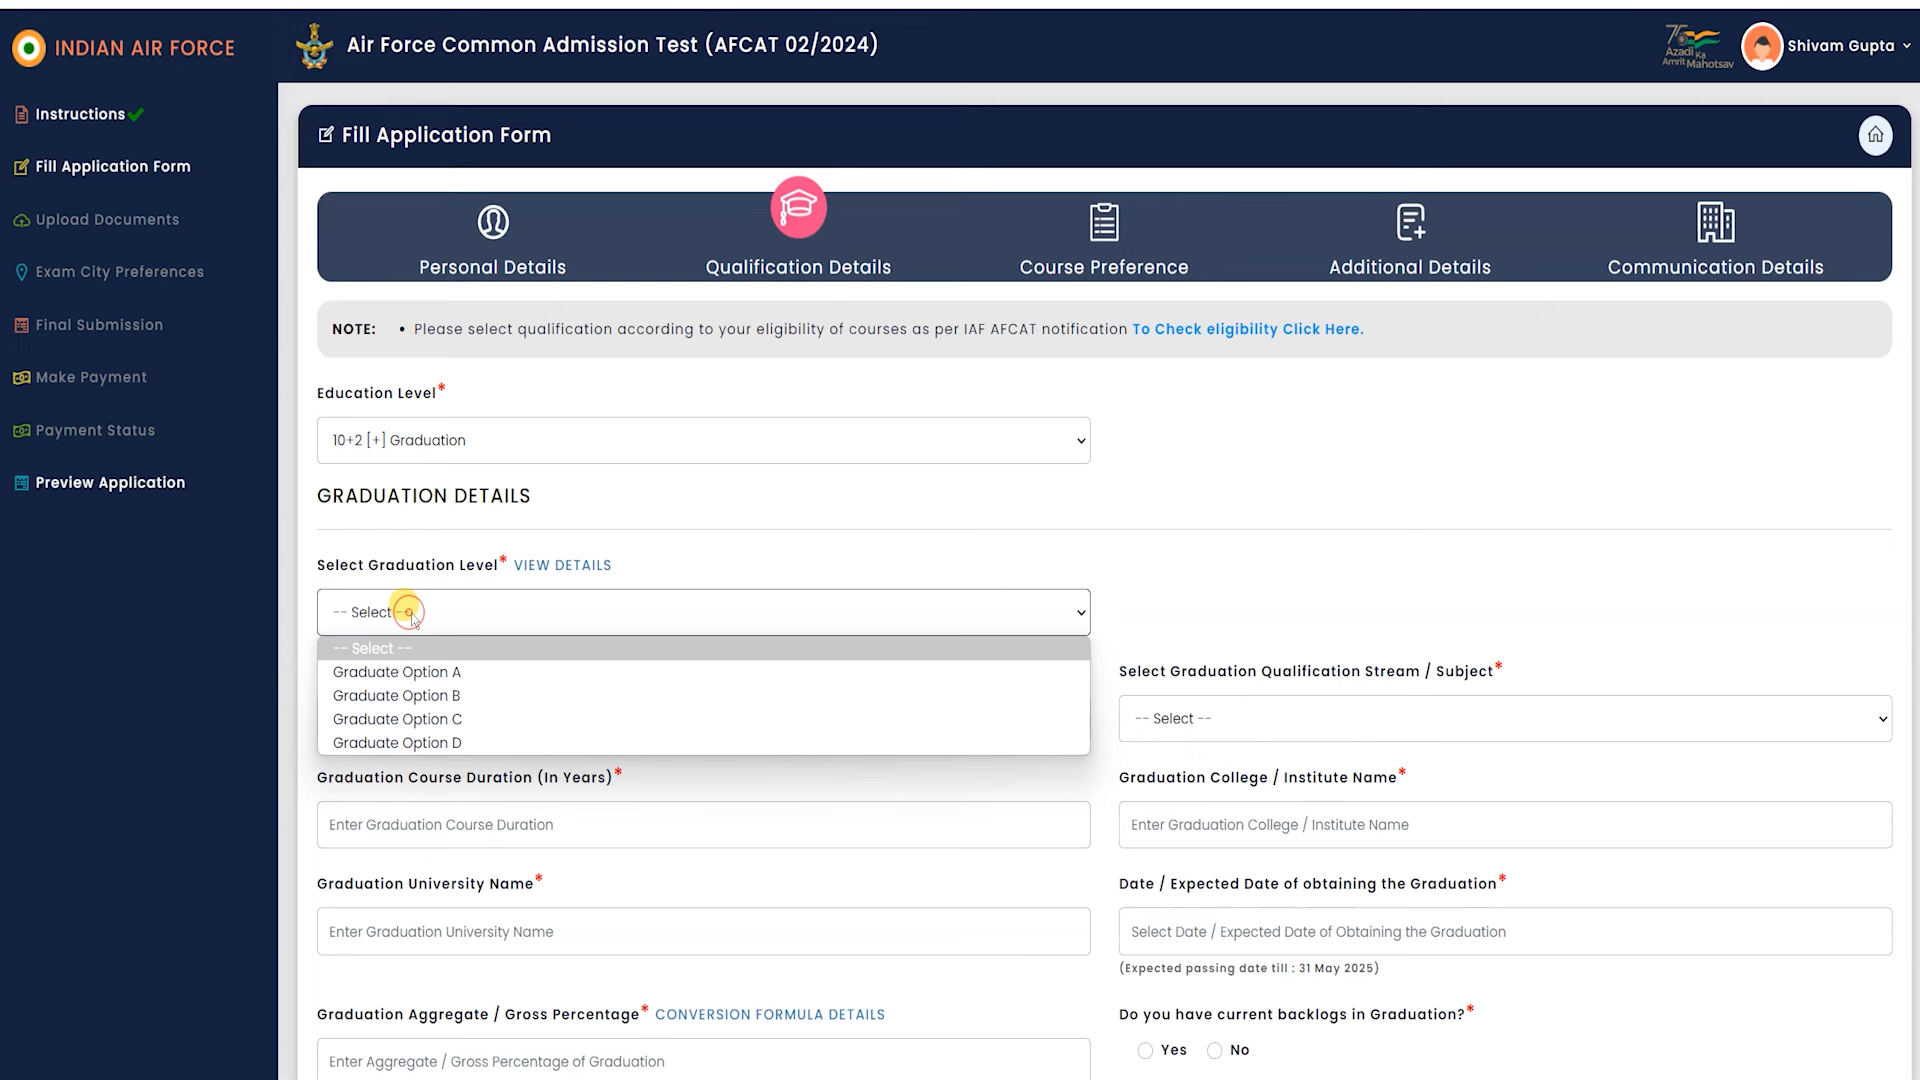 INDIAN AIR FORCE
Air Force Common Admission Test (AFCAT 02/2024)
75
Azadi Ka
Amrit Mahotsav
Shivam Gupta
Instructions
Fill Application Form
Upload Documents
Exam City Preferences
Final Submission
Make Payment
Payment Status
Preview Application
Fill Application Form
Personal Details
Qualification Details
Course Preference
Additional Details
Communication Details
NOTE: • Please select qualification according to your eligibility of courses as per IAF AFCAT notification To Check eligibility Click Here.
Education Level*
10+2 [+] Graduation
GRADUATION DETAILS
Select Graduation Level* VIEW DETAILS
-- Select --
-- Select --
Graduate Option A
Graduate Option B
Graduate Option C
Graduate Option D
Select Graduation Qualification Stream / Subject*
-- Select --
Graduation Course Duration (In Years)*
Enter Graduation Course Duration
Graduation College / Institute Name*
Enter Graduation College / Institute Name
Graduation University Name*
Enter Graduation University Name
Date / Expected Date of obtaining the Graduation*
Select Date / Expected Date of Obtaining the Graduation
(Expected passing date till : 31 May 2025)
Graduation Aggregate / Gross Percentage* CONVERSION FORMULA DETAILS
Enter Aggregate / Gross Percentage of Graduation
Do you have current backlogs in Graduation?*
Yes No